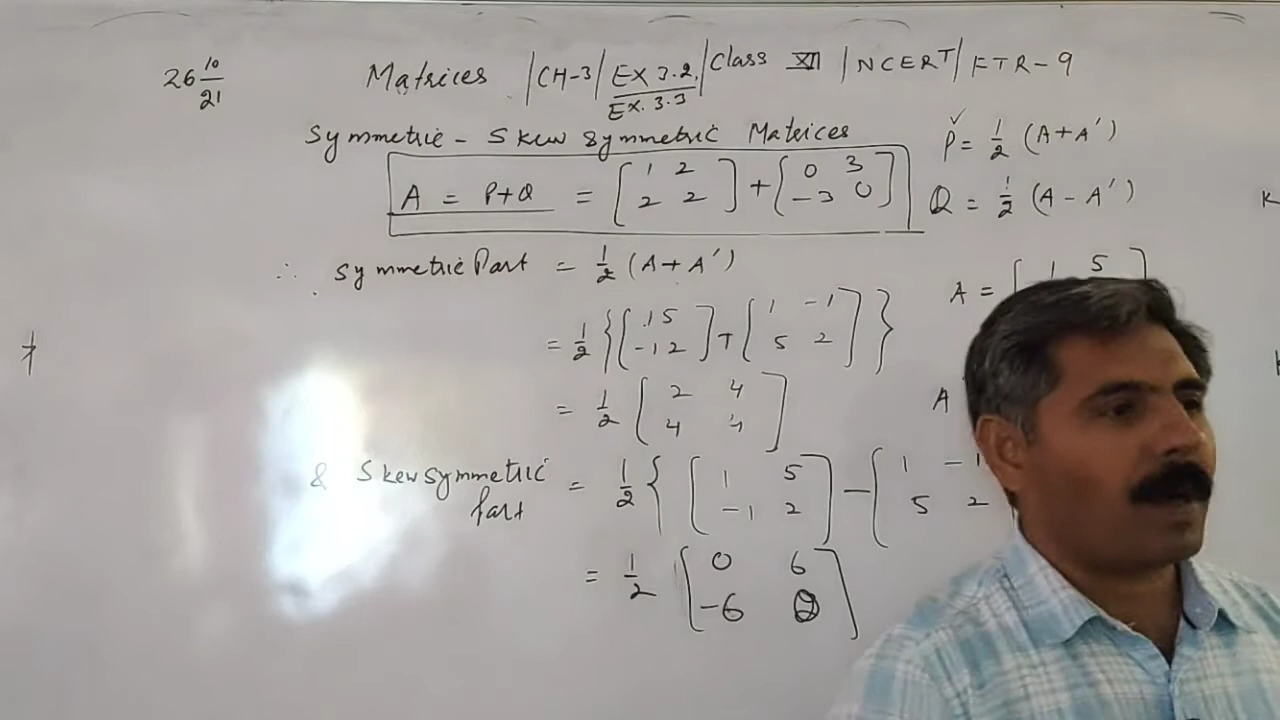 26 10/21 Matrices |CH-3| Ex 3.2, Ex. 3.3 |Class XII |NCERT| KTR-9
Symmetric - Skew Symmetric Matrices
P = 1/2 (A+A')
A = P+Q = [1 2; 2 2] + [0 3; -3 0]
Q = 1/2 (A - A')
∴ Symmetric Part = 1/2 (A + A')
A = [1 5
= 1/2 {[1 5; -1 2] + [1 -1; 5 2]}
= 1/2 [2 4; 4 4]
A
& Skew symmetric Part = 1/2 {[1 5; -1 2] - [1 -1; 5 2
= 1/2 [0 6; -6 0]
K